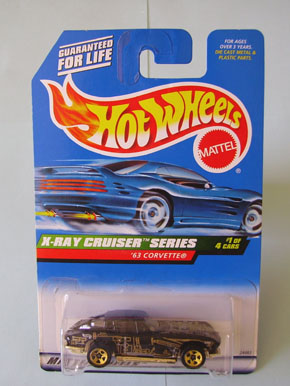 GUARANTEED
FOR LIFE
FOR AGES
OVER 3 YEARS.
DIE CAST METAL &
PLASTIC PARTS.
HOT WHEELS
MATTEL
X-RAY CRUISER™ SERIES
'63 CORVETTE®
#1 OF
4 CARS